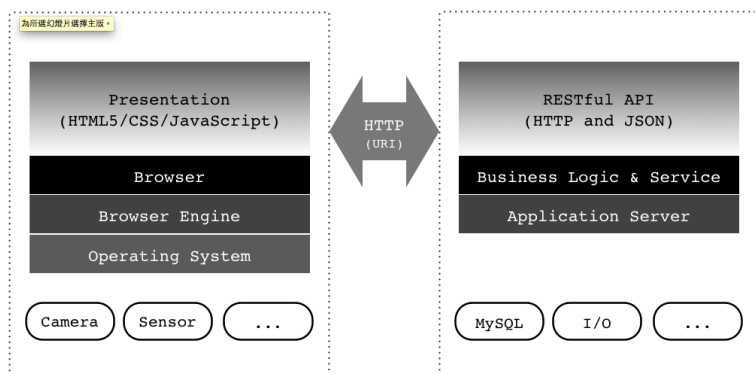 為所選幻燈片選擇主版。
Presentation
(HTML5/CSS/JavaScript)
Browser
Browser Engine
Operating System
Camera
Sensor
...
HTTP
(URI)
RESTful API
(HTTP and JSON)
Business Logic & Service
Application Server
MySQL
I/O
...